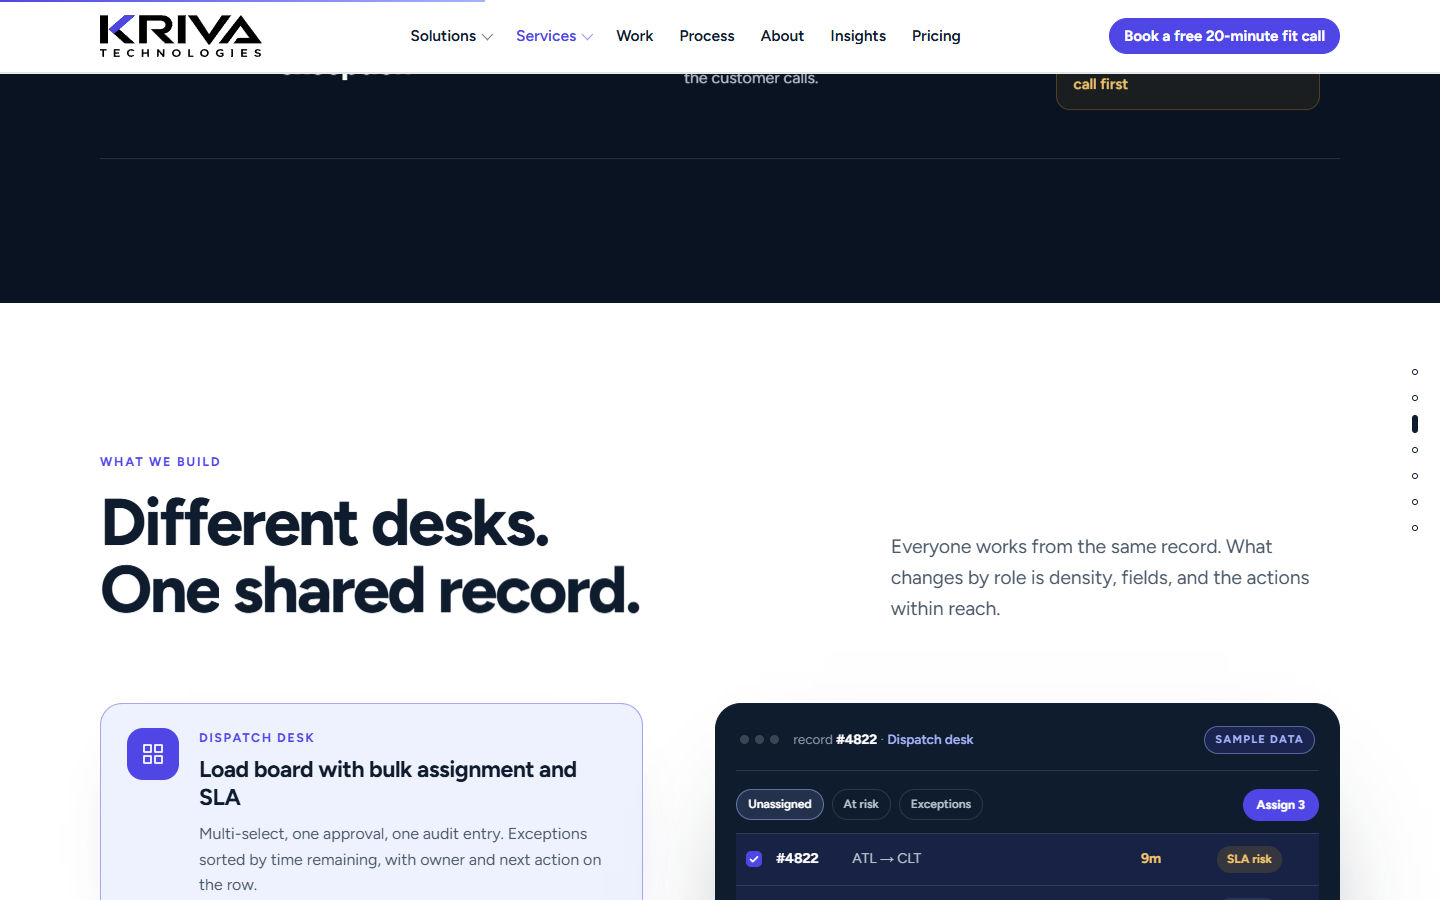 KRIVA
TECHNOLOGIES
Solutions
Services
Work
Process
About
Insights
Pricing
Book a free 20-minute fit call
the customer calls.
call first
WHAT WE BUILD
Different desks.
One shared record.
Everyone works from the same record. What
changes by role is density, fields, and the actions
within reach.
DISPATCH DESK
Load board with bulk assignment and
SLA
Multi-select, one approval, one audit entry. Exceptions
sorted by time remaining, with owner and next action on
the row.
record #4822 · Dispatch desk
SAMPLE DATA
Unassigned
At risk
Exceptions
Assign 3
#4822
ATL → CLT
9m
SLA risk